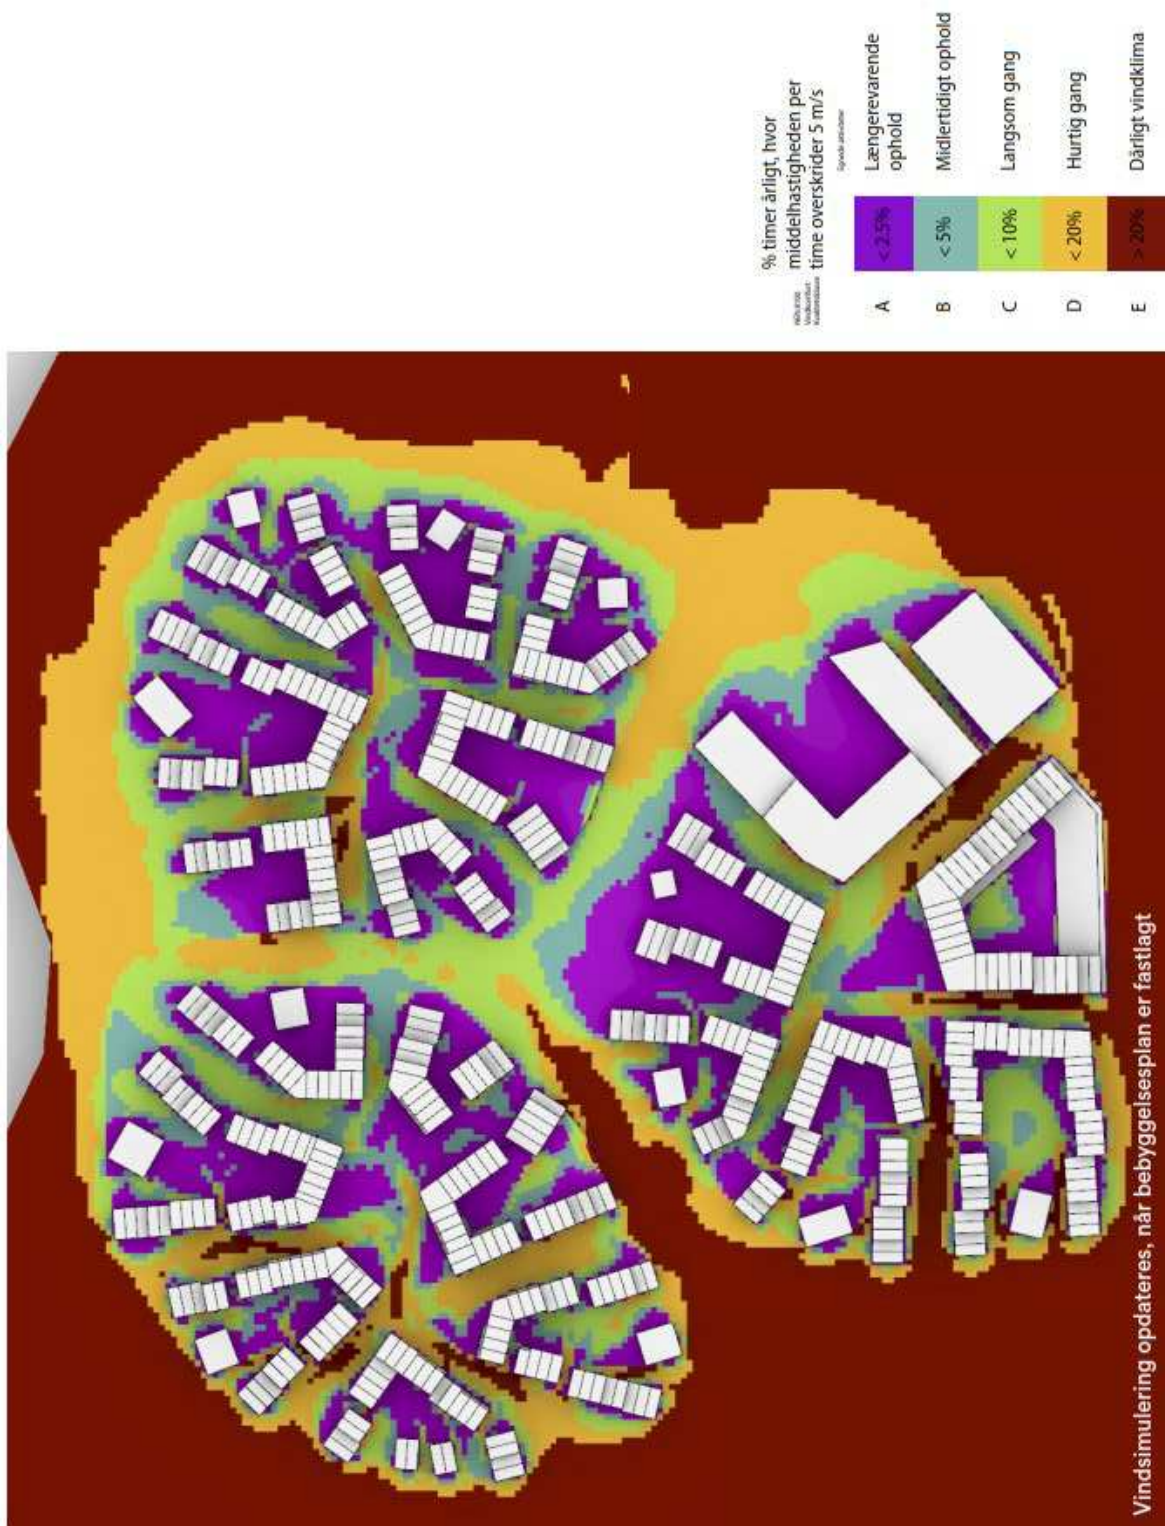 % timer årligt, hvor
middelhastigheden per
time overskrider 5 m/s
A
< 2.5%
Længerevarende
ophold
B
< 5%
Midlertidigt ophold
C
< 10%
Langsom gang
D
< 20%
Hurtig gang
E
> 20%
Dårligt vindklima
Vindsimulering opdateres, når bebyggelsesplan er fastlagt